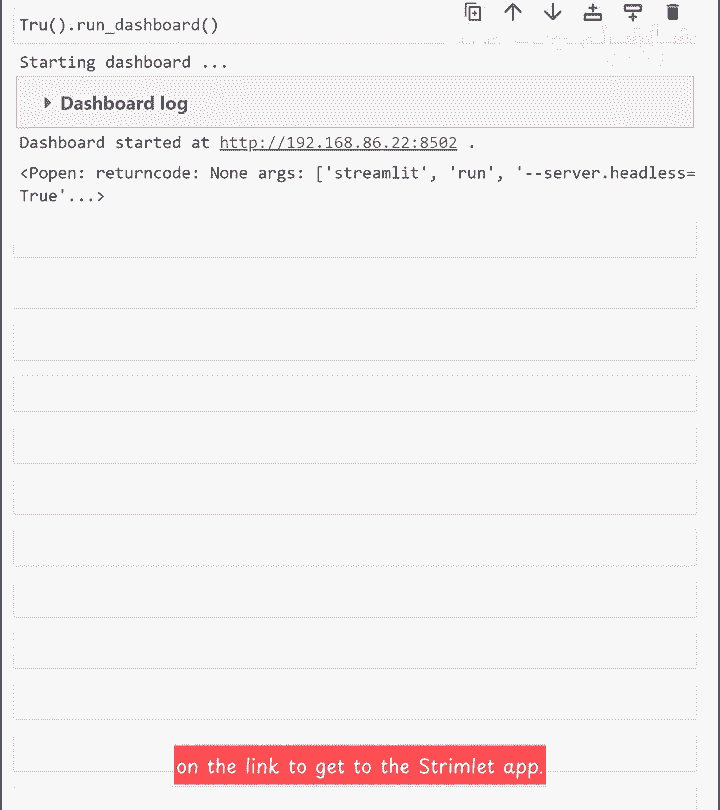 Tru().run_dashboard()
Starting dashboard ...
Dashboard log
Dashboard started at http://192.168.86.22:8502 .
<Popen: returncode: None args: ['streamlit', 'run', '--server.headless=
True'...>
on the link to get to the Strimlet app.